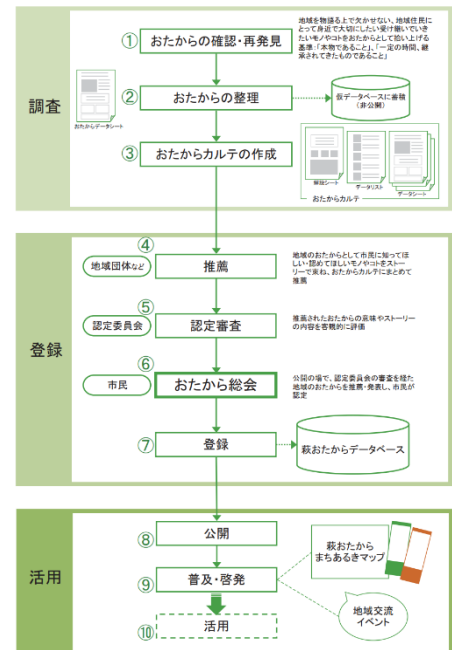 調査
① おたからの確認・再発見
地域を物語る上で欠かせない、地域住民に
とって身近で大切にしたい受け継いでいき
たいモノやコトをおたからとして拾い上げる
基準:「本物であること」、「一定の時間、継
承されてきたものであること」
おたからデータシート
② おたからの整理
仮データベースに蓄積
(非公開)
③ おたからカルテの作成
解説シート
データリスト
データシート
おたからカルテ
登録
④
地域団体など
推薦
地域のおたからとして市民に知ってほ
しい・認めてほしいモノやコトをストー
リーで束ね、おたからカルテにまとめて
推薦
⑤
認定委員会
認定審査
推薦されたおたからの意味やストーリー
の内容を客観的に評価
⑥
市民
おたから総会
公開の場で、認定委員会の審査を経た
地域のおたからを推薦・発表し、市民が
認定
⑦ 登録
萩おたからデータベース
活用
⑧ 公開
⑨ 普及・啓発
萩おたから
まちあるきマップ
地域交流
イベント
⑩ 活用